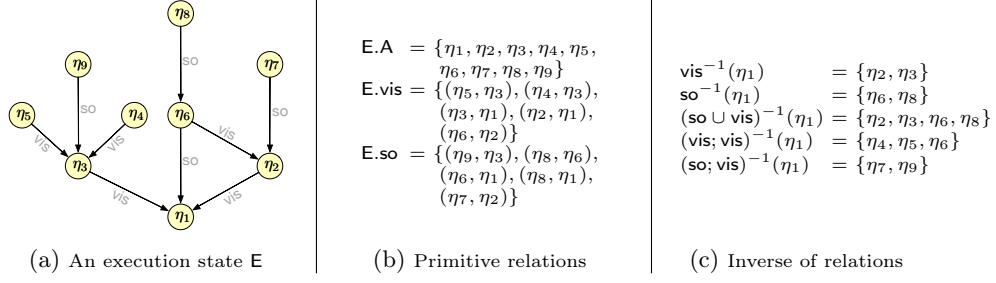 η₈
so
η₉
η₇
so
so
η₅
η₄
η₆
vis
vis
vis
η₃
so
η₂
vis
vis
η₁
(a) An execution state E
E.A = {η₁, η₂, η₃, η₄, η₅,
η₆, η₇, η₈, η₉}
E.vis = {(η₅, η₃), (η₄, η₃),
(η₃, η₁), (η₂, η₁),
(η₆, η₂)}
E.so = {(η₉, η₃), (η₈, η₆),
(η₆, η₁), (η₈, η₁),
(η₇, η₂)}
(b) Primitive relations
vis⁻¹(η₁) = {η₂, η₃}
so⁻¹(η₁) = {η₆, η₈}
(so ∪ vis)⁻¹(η₁) = {η₂, η₃, η₆, η₈}
(vis; vis)⁻¹(η₁) = {η₄, η₅, η₆}
(so; vis)⁻¹(η₁) = {η₇, η₉}
(c) Inverse of relations